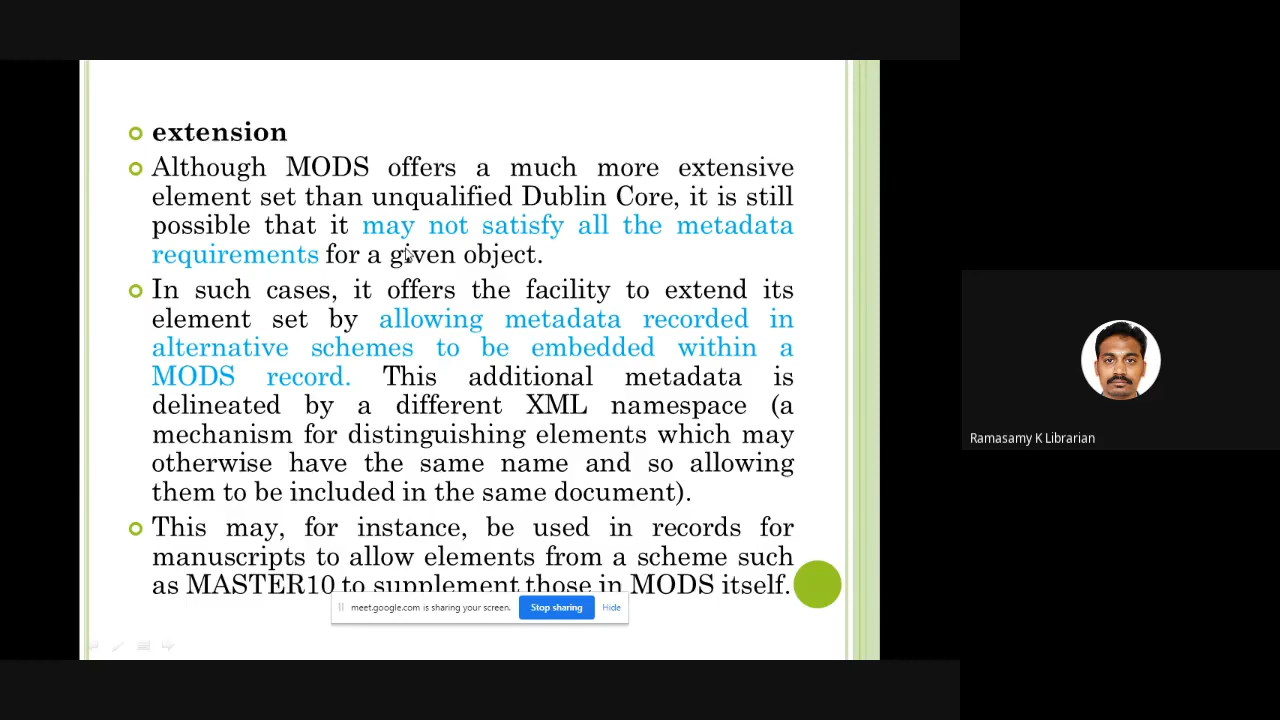 extension
Although MODS offers a much more extensive
element set than unqualified Dublin Core, it is still
possible that it may not satisfy all the metadata
requirements for a given object.
In such cases, it offers the facility to extend its
element set by allowing metadata recorded in
alternative schemes to be embedded within a
MODS record. This additional metadata is
delineated by a different XML namespace (a
mechanism for distinguishing elements which may
otherwise have the same name and so allowing
them to be included in the same document).
This may, for instance, be used in records for
manuscripts to allow elements from a scheme such
as MASTER10 to supplement those in MODS itself.
meet.google.com is sharing your screen. Stop sharing Hide
Ramasamy K Librarian